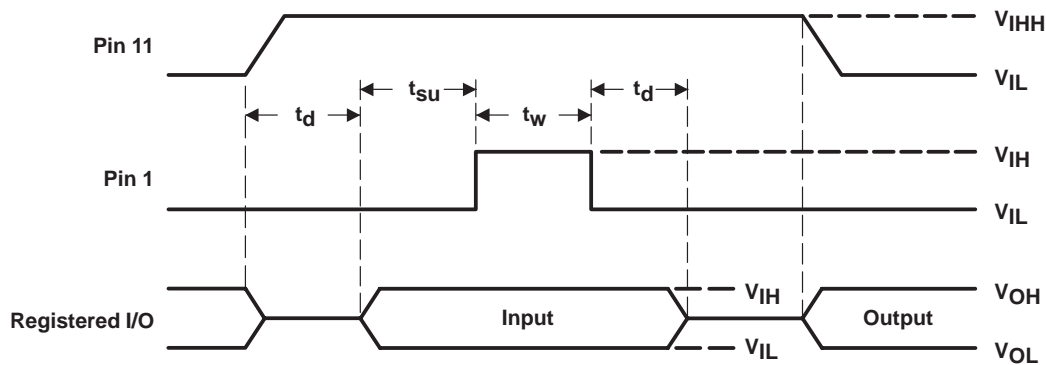 Pin 11
VIHH
VIL
td
tsu
tw
td
Pin 1
VIH
VIL
Registered I/O
Input
VIH
VIL
Output
VOH
VOL